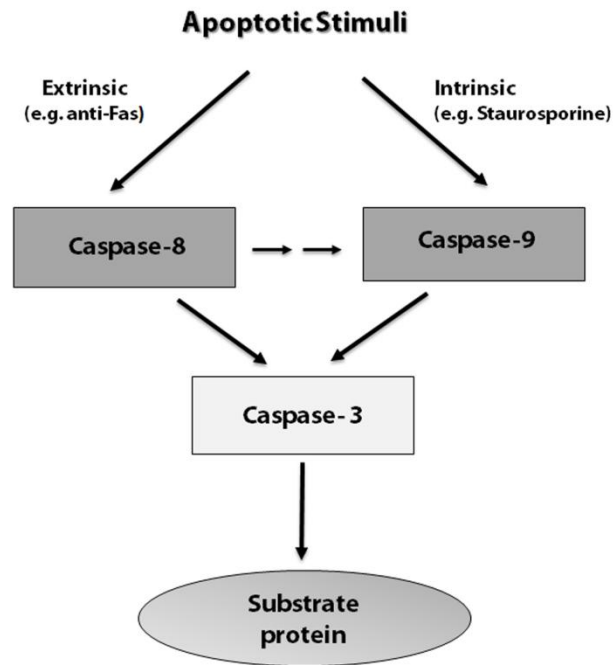 Apoptotic Stimuli
Extrinsic
(e.g. anti-Fas)
Intrinsic
(e.g. Staurosporine)
Caspase-8
Caspase-9
Caspase- 3
Substrate
protein